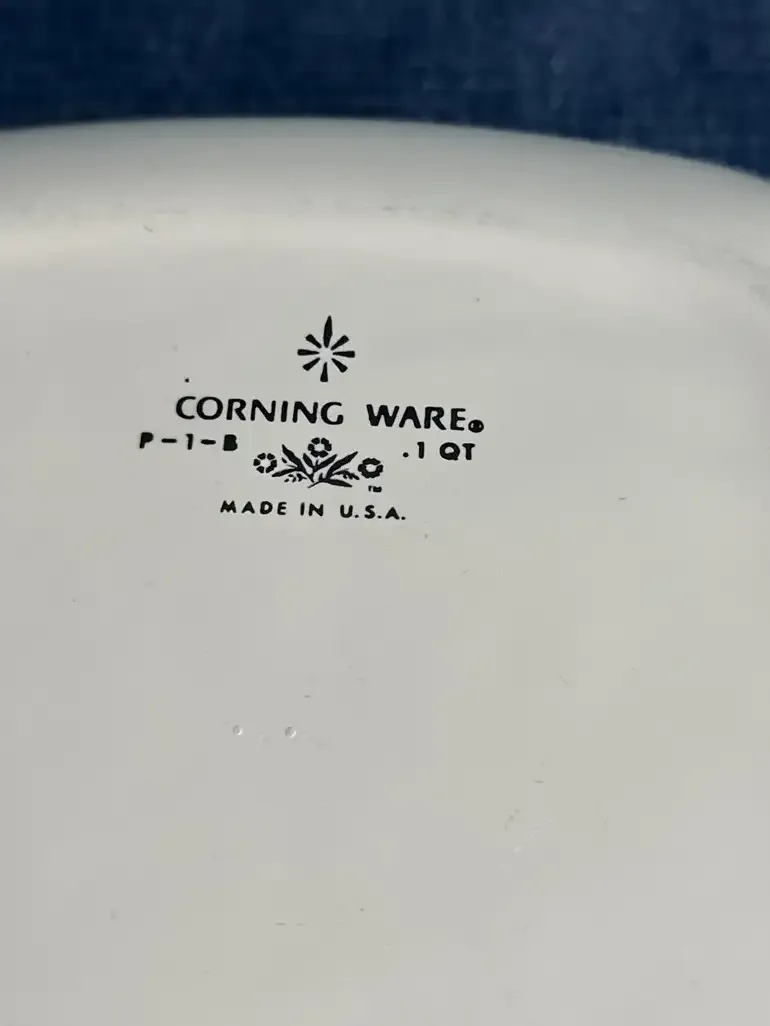 CORNING WARE®
P-1-B .1 QT
TM
MADE IN U.S.A.